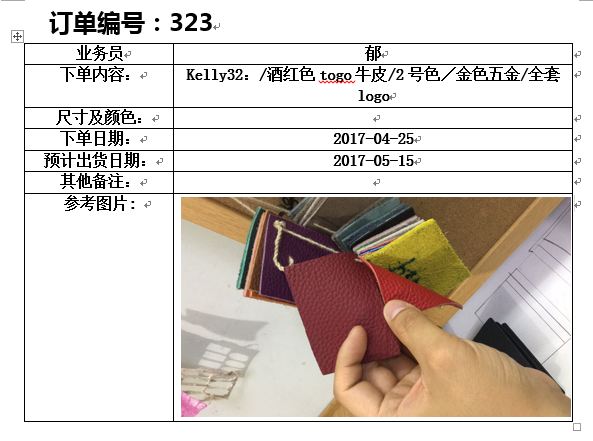 订单编号：323
业务员 郁
下单内容： Kelly32：/酒红色 togo 牛皮/2 号色／金色五金/全套
logo
尺寸及颜色：
下单日期： 2017-04-25
预计出货日期： 2017-05-15
其他备注：
参考图片：